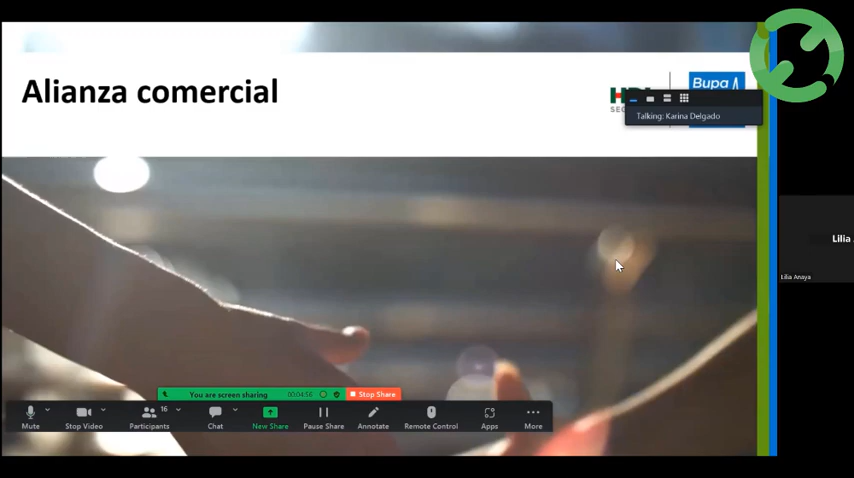 Alianza comercial
Bupa
Talking: Karina Delgado
Lilia
Lilia Anaya
You are screen sharing
00:04:56
Stop Share
16
Mute
Stop Video
Participants
Chat
New Share
Pause Share
Annotate
Remote Control
Apps
More